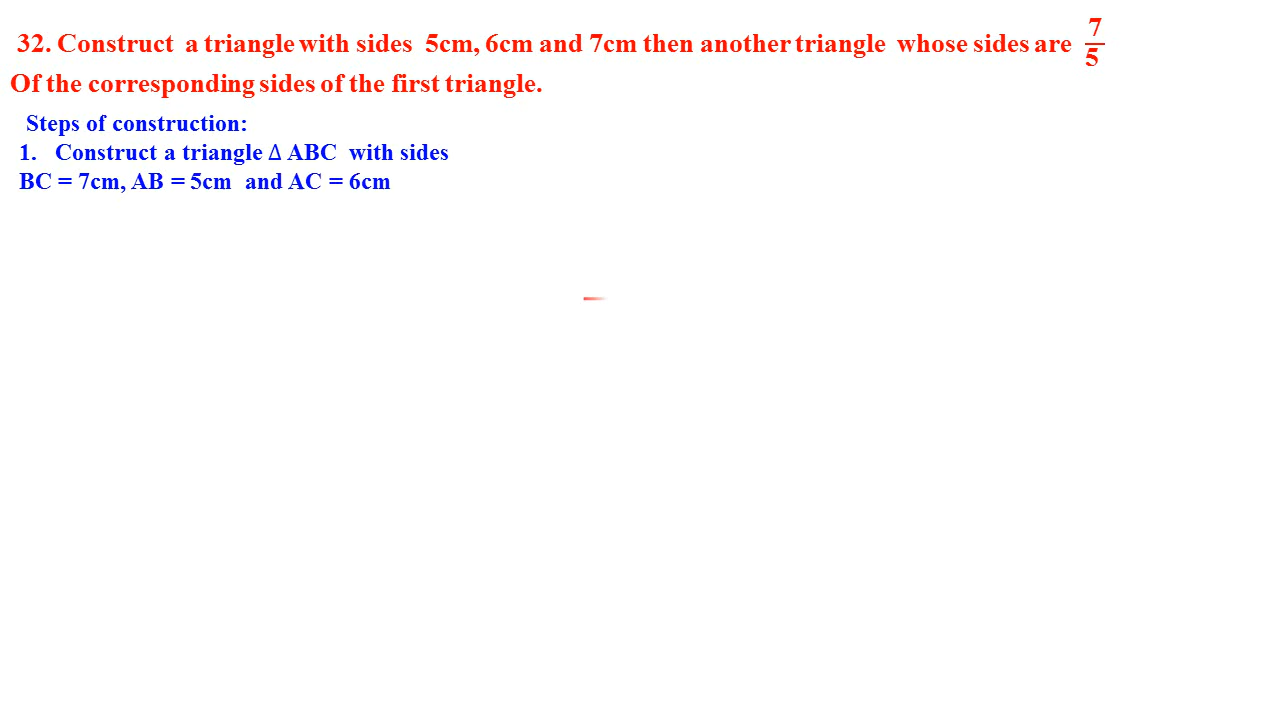 32. Construct a triangle with sides 5cm, 6cm and 7cm then another triangle whose sides are 7/5
Of the corresponding sides of the first triangle.
Steps of construction:
1. Construct a triangle Δ ABC with sides
BC = 7cm, AB = 5cm and AC = 6cm